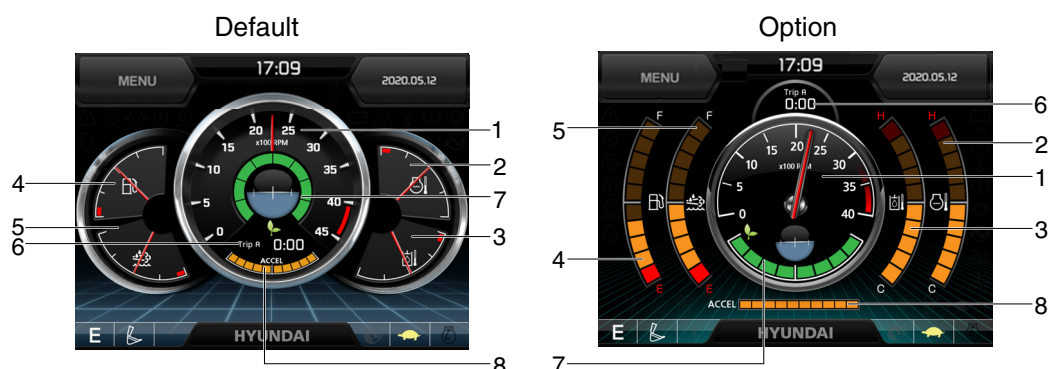 Default
MENU
17:09
2020.05.12
20 25
x100 RPM
15 30
10 35
5 40
0 45
Trip A 0:00
ACCEL
E
HYUNDAI
1
2
3
4
5
6
7
8
Option
MENU
17:09
2020.05.12
Trip A
0:00
F F H H
20
15 25
x100 RPM
10 30
5 35
0 40
E E C C
ACCEL
E
HYUNDAI
6
5
2
1
3
4
8
7